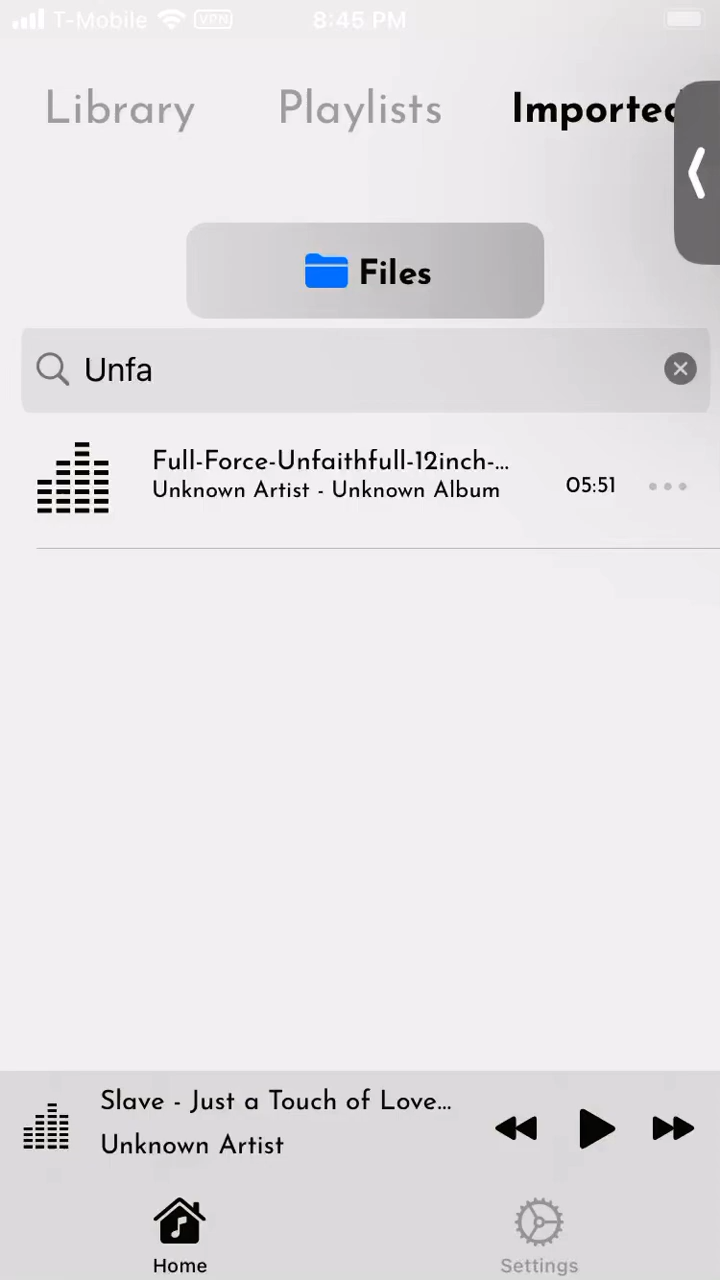 T-Mobile VPN 8:45 PM
Library Playlists Imported
Files
Unfa
Full-Force-Unfaithfull-12inch-...
Unknown Artist - Unknown Album
05:51
Slave - Just a Touch of Love...
Unknown Artist
Home Settings